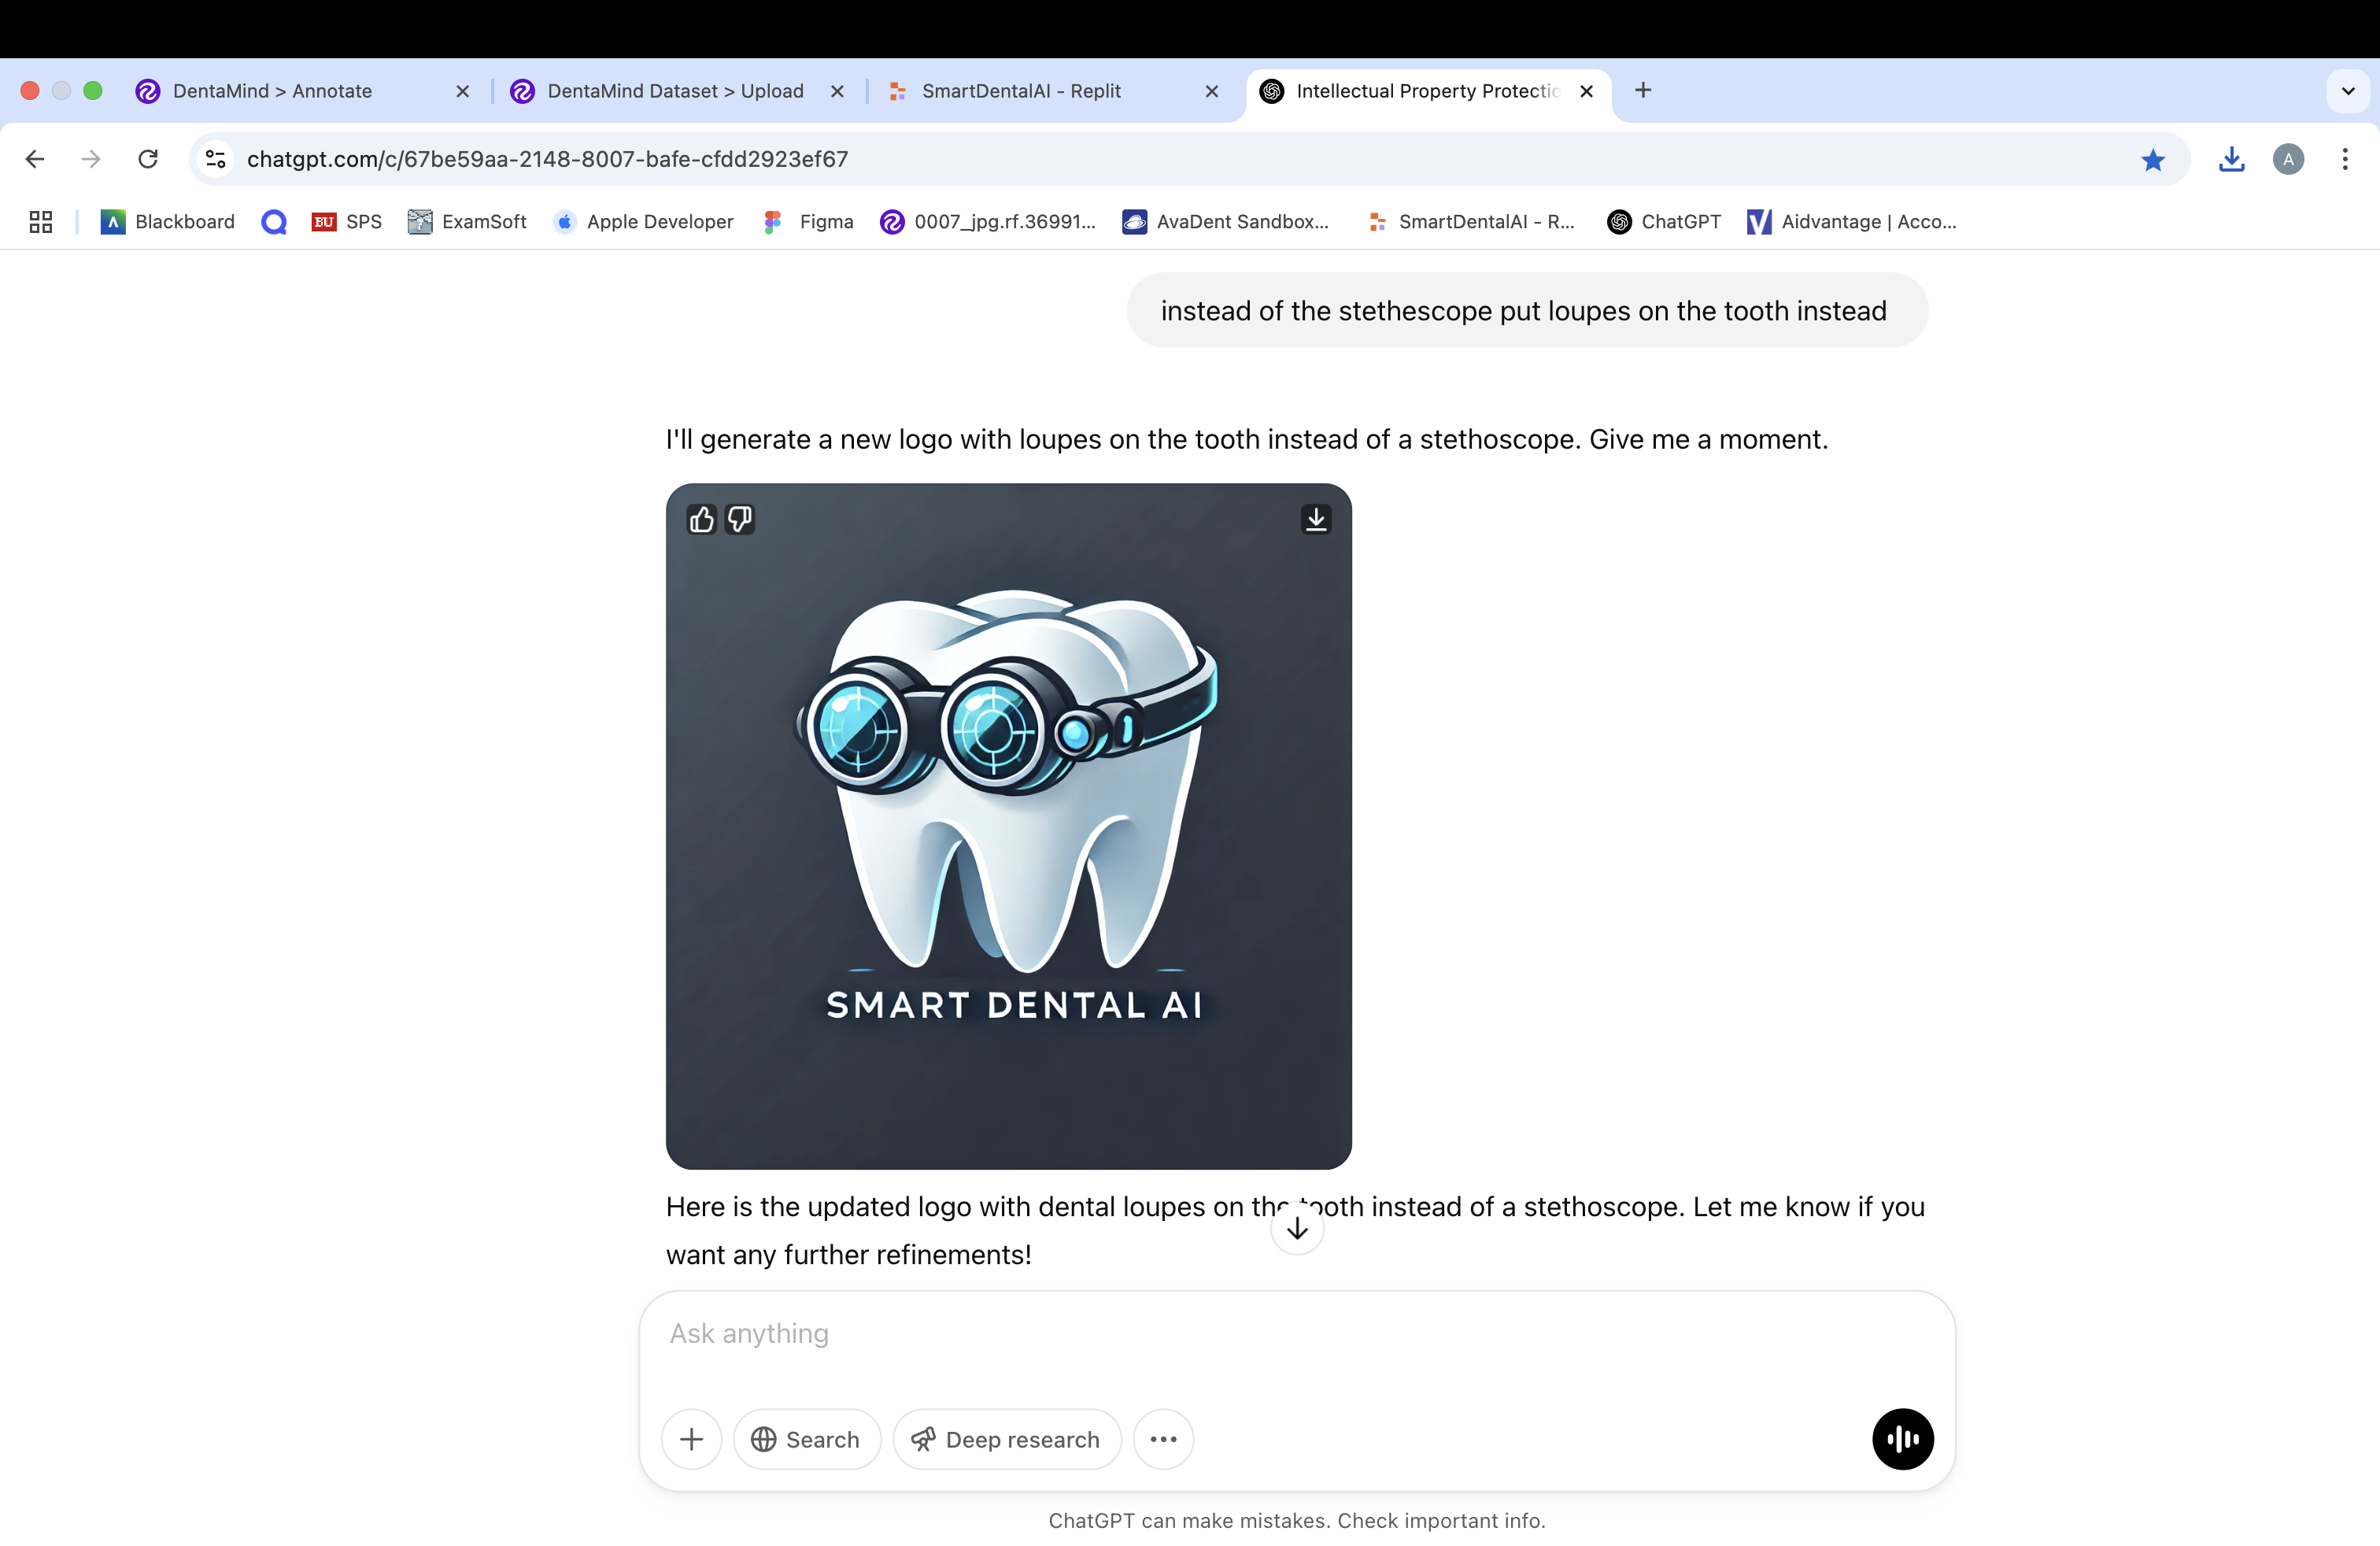 DentaMind > Annotate
DentaMind Dataset > Upload
SmartDentalAI - Replit
Intellectual Property Protectio
chatgpt.com/c/67be59aa-2148-8007-bafe-cfdd2923ef67
A
Blackboard
BU SPS
ExamSoft
Apple Developer
Figma
0007_jpg.rf.36991...
AvaDent Sandbox...
SmartDentalAI - R...
ChatGPT
Aidvantage | Acco...
instead of the stethescope put loupes on the tooth instead
I'll generate a new logo with loupes on the tooth instead of a stethoscope. Give me a moment.
SMART DENTAL AI
Here is the updated logo with dental loupes on the tooth instead of a stethoscope. Let me know if you
want any further refinements!
Ask anything
Search
Deep research
ChatGPT can make mistakes. Check important info.